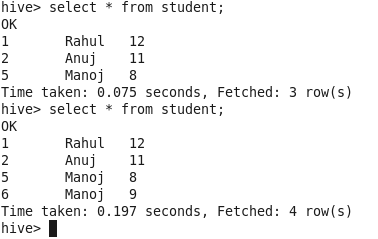 hive> select * from student;
OK
1 Rahul 12
2 Anuj 11
5 Manoj 8
Time taken: 0.075 seconds, Fetched: 3 row(s)
hive> select * from student;
OK
1 Rahul 12
2 Anuj 11
5 Manoj 8
6 Manoj 9
Time taken: 0.197 seconds, Fetched: 4 row(s)
hive>